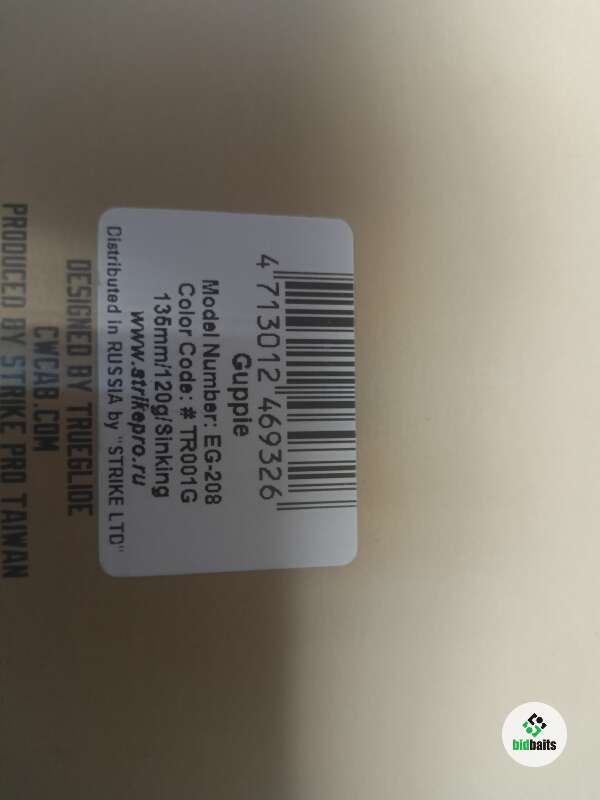 4 713012 469326
Guppie
Model Number: EG-208
Color Code: # TR001G
135mm/120g/Sinking
www.strikepro.ru
Distributed in RUSSIA by "STRIKE LTD"
DESIGNED BY TRUEGLIDE
CWCAB.COM
PRODUCED BY STRIKE PRO TAIWAN
bidbaits